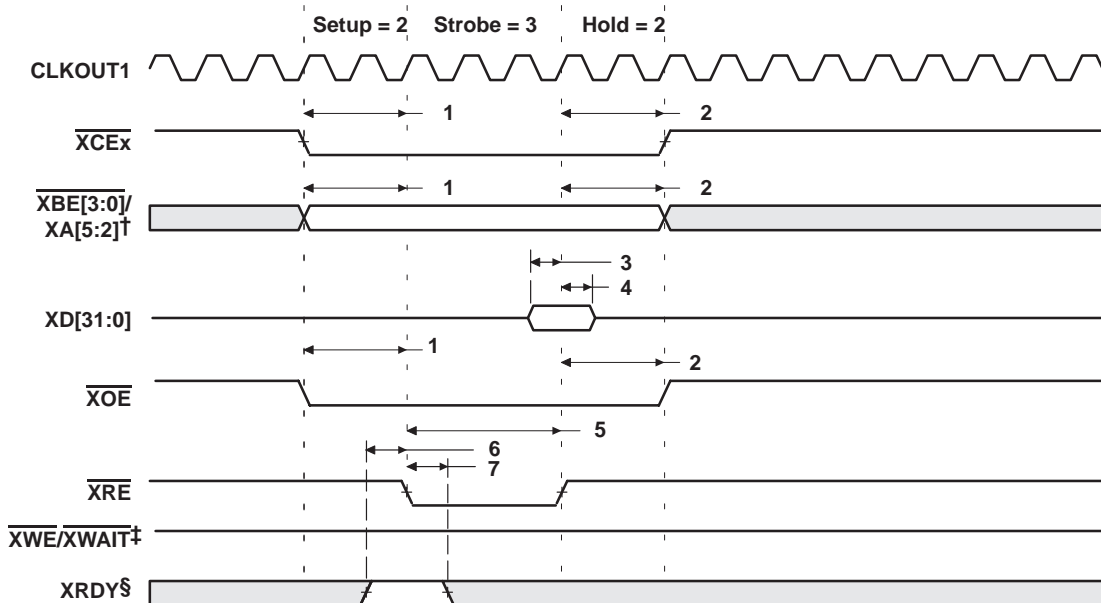 Setup = 2 Strobe = 3 Hold = 2
CLKOUT1
1 2
XCEx
1 2
XBE[3:0]/
XA[5:2]†
3
4
XD[31:0]
1
2
XOE
5
6
7
XRE
XWE/XWAIT‡
XRDY§